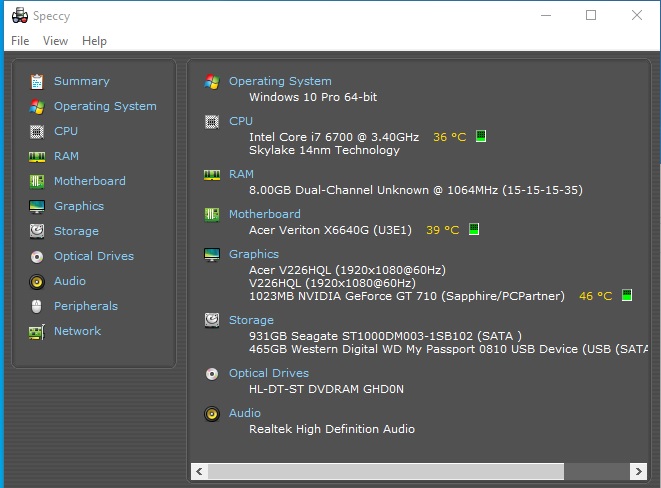 Speccy
File View Help
Summary
Operating System
CPU
RAM
Motherboard
Graphics
Storage
Optical Drives
Audio
Peripherals
Network
Operating System
Windows 10 Pro 64-bit
CPU
Intel Core i7 6700 @ 3.40GHz 36 °C
Skylake 14nm Technology
RAM
8.00GB Dual-Channel Unknown @ 1064MHz (15-15-15-35)
Motherboard
Acer Veriton X6640G (U3E1) 39 °C
Graphics
Acer V226HQL (1920x1080@60Hz)
V226HQL (1920x1080@60Hz)
1023MB NVIDIA GeForce GT 710 (Sapphire/PCPartner) 46 °C
Storage
931GB Seagate ST1000DM003-1SB102 (SATA )
465GB Western Digital WD My Passport 0810 USB Device (USB (SATA
Optical Drives
HL-DT-ST DVDRAM GHD0N
Audio
Realtek High Definition Audio